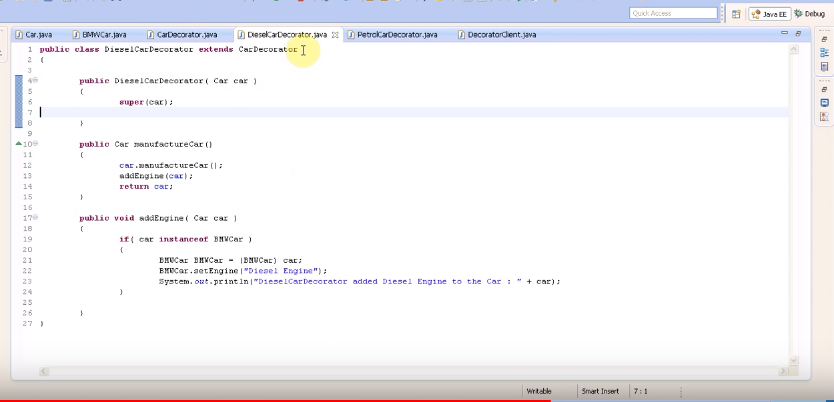 Quick Access
Java EE
Debug
Car.java
BMWCar.java
CarDecorator.java
DieselCarDecorator.java
PetrolCarDecorator.java
DecoratorClient.java
1 public class DieselCarDecorator extends CarDecorator
2 {
3
4 public DieselCarDecorator( Car car )
5 {
6 super(car);
7
8 }
9
10 public Car manufactureCar()
11 {
12 car.manufactureCar();
13 addEngine(car);
14 return car;
15 }
16
17 public void addEngine( Car car )
18 {
19 if( car instanceof BMWCar )
20 {
21 BMWCar BMWCar = (BMWCar) car;
22 BMWCar.setEngine("Diesel Engine");
23 System.out.println("DieselCarDecorator added Diesel Engine to the Car : " + car);
24 }
25
26 }
27 }
Writable
Smart Insert
7 : 1